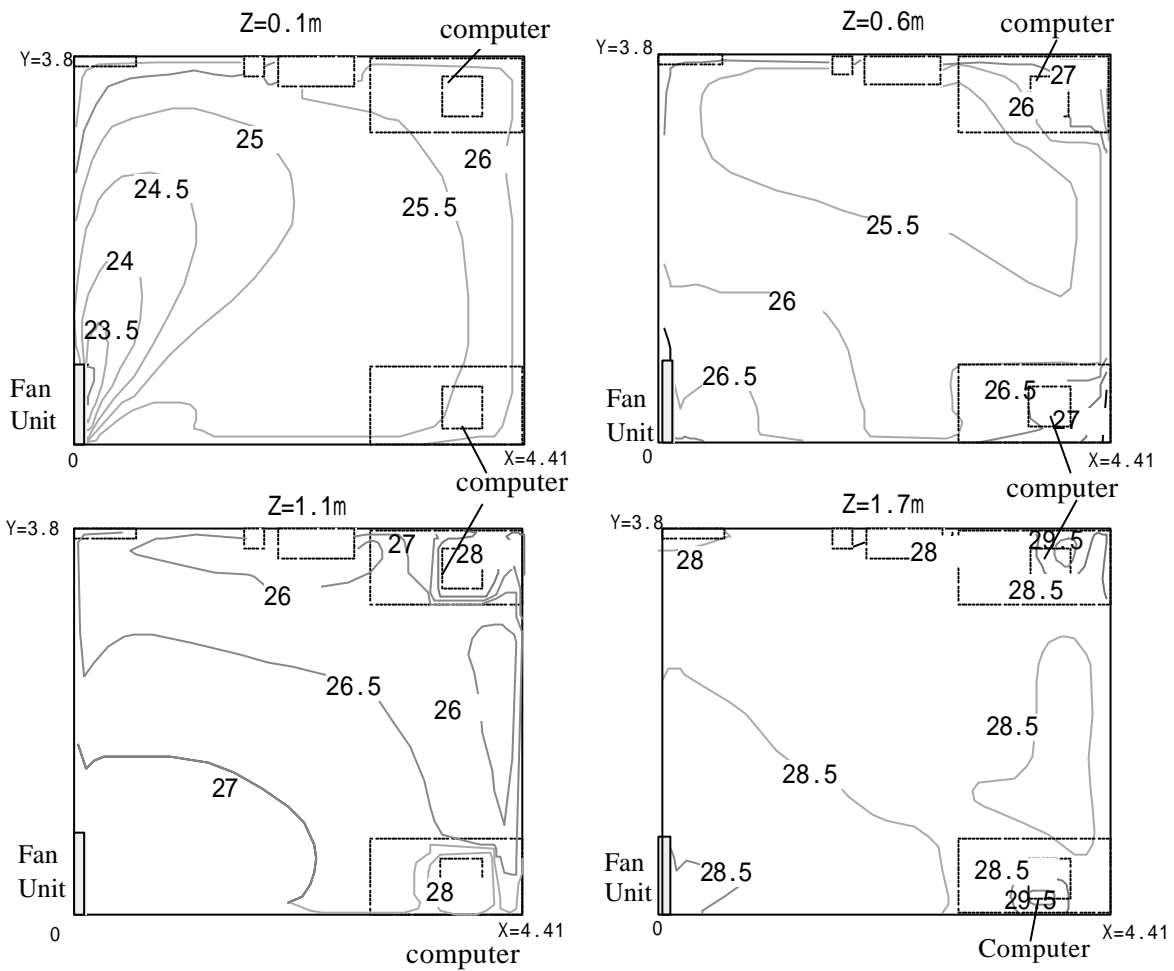 Z=0.1m
computer
Y=3.8
25
26
24.5
25.5
24
23.5
Fan
Unit
0
X=4.41
computer
Z=0.6m
computer
Y=3.8
27
26
25.5
26
26.5
26.5
27
Fan
Unit
0
X=4.41
computer
Z=1.1m
Y=3.8
27
28
26
26.5
26
27
28
Fan
Unit
0
X=4.41
computer
Z=1.7m
Y=3.8
29.5
28
28
28.5
28.5
28.5
28.5
28.5
29.5
Fan
Unit
0
X=4.41
Computer